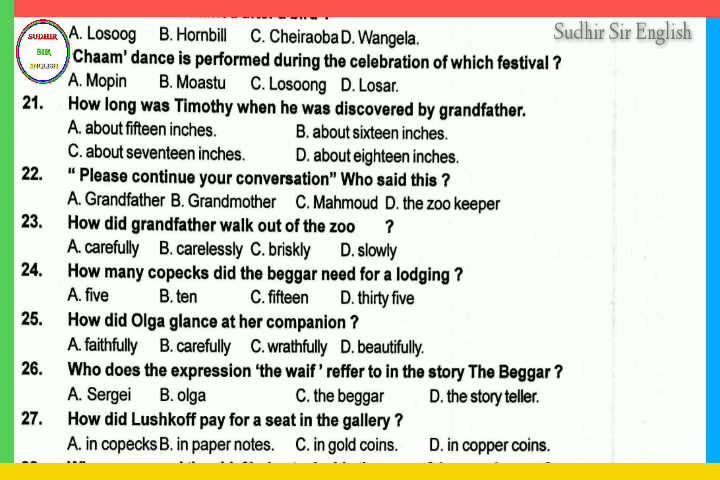 Sudhir Sir English
SUDHIR
SIR
ENGLISH
A. Losoog B. Hornbill C. Cheiraoba D. Wangela.
Chaam’ dance is performed during the celebration of which festival ?
A. Mopin B. Moastu C. Losoong D. Losar.
21. How long was Timothy when he was discovered by grandfather.
A. about fifteen inches. B. about sixteen inches.
C. about seventeen inches. D. about eighteen inches.
22. “ Please continue your conversation” Who said this ?
A. Grandfather B. Grandmother C. Mahmoud D. the zoo keeper
23. How did grandfather walk out of the zoo ?
A. carefully B. carelessly C. briskly D. slowly
24. How many copecks did the beggar need for a lodging ?
A. five B. ten C. fifteen D. thirty five
25. How did Olga glance at her companion ?
A. faithfully B. carefully C. wrathfully D. beautifully.
26. Who does the expression ‘the waif ’ reffer to in the story The Beggar ?
A. Sergei B. olga C. the beggar D. the story teller.
27. How did Lushkoff pay for a seat in the gallery ?
A. in copecks B. in paper notes. C. in gold coins. D. in copper coins.